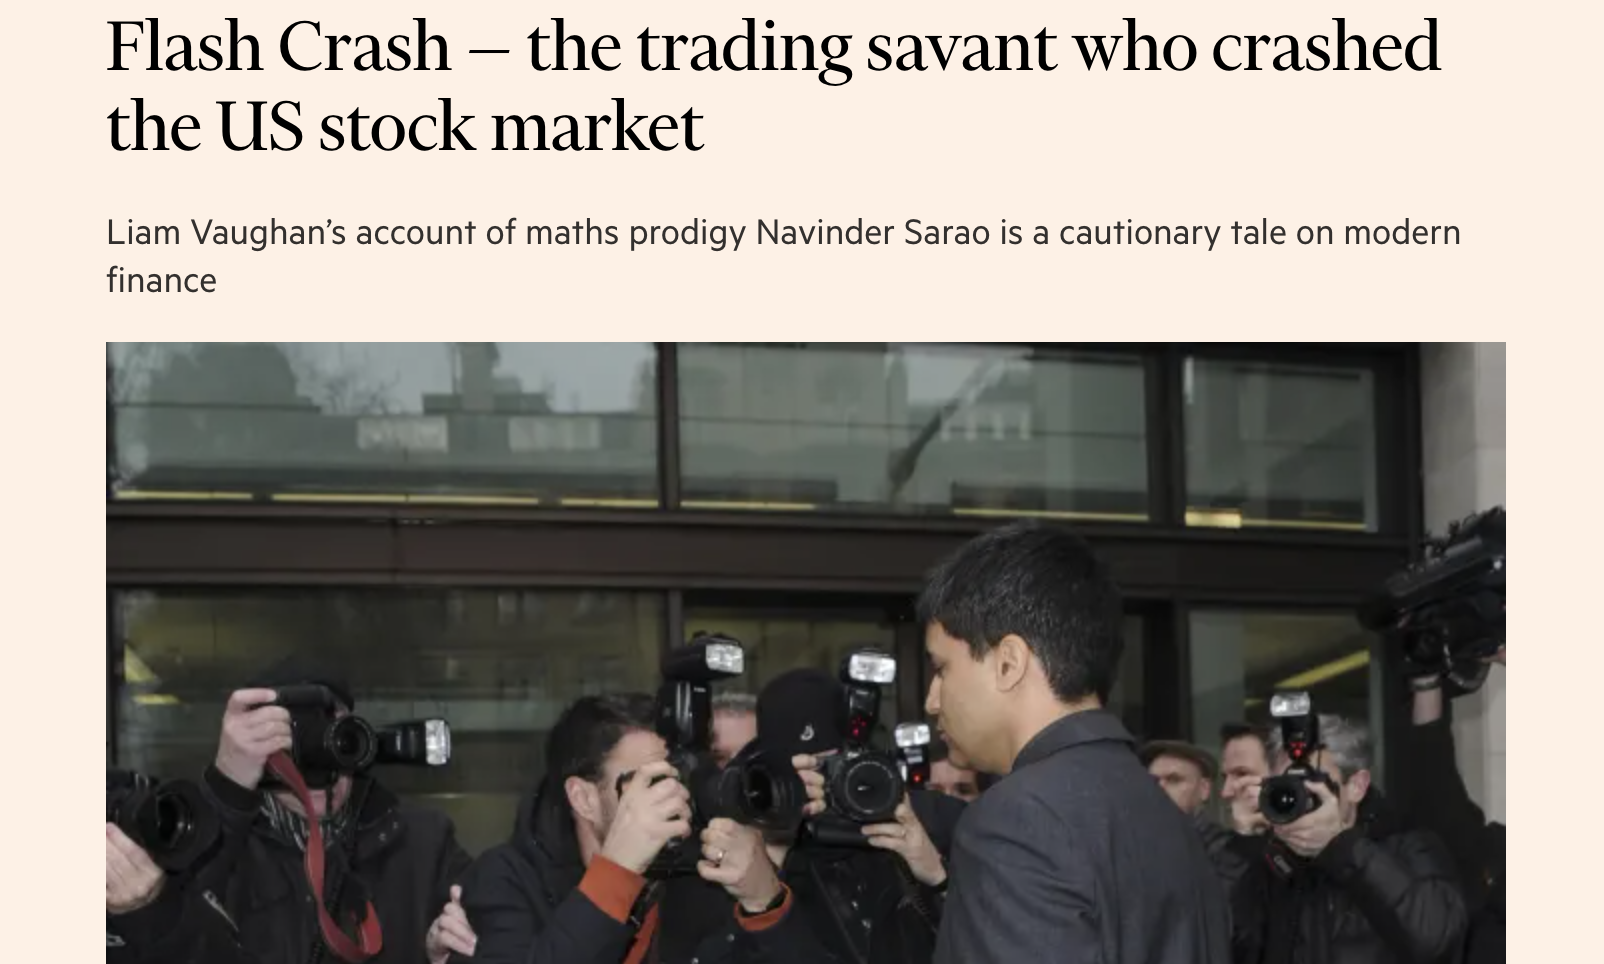 Flash Crash — the trading savant who crashed
the US stock market
Liam Vaughan’s account of maths prodigy Navinder Sarao is a cautionary tale on modern
finance